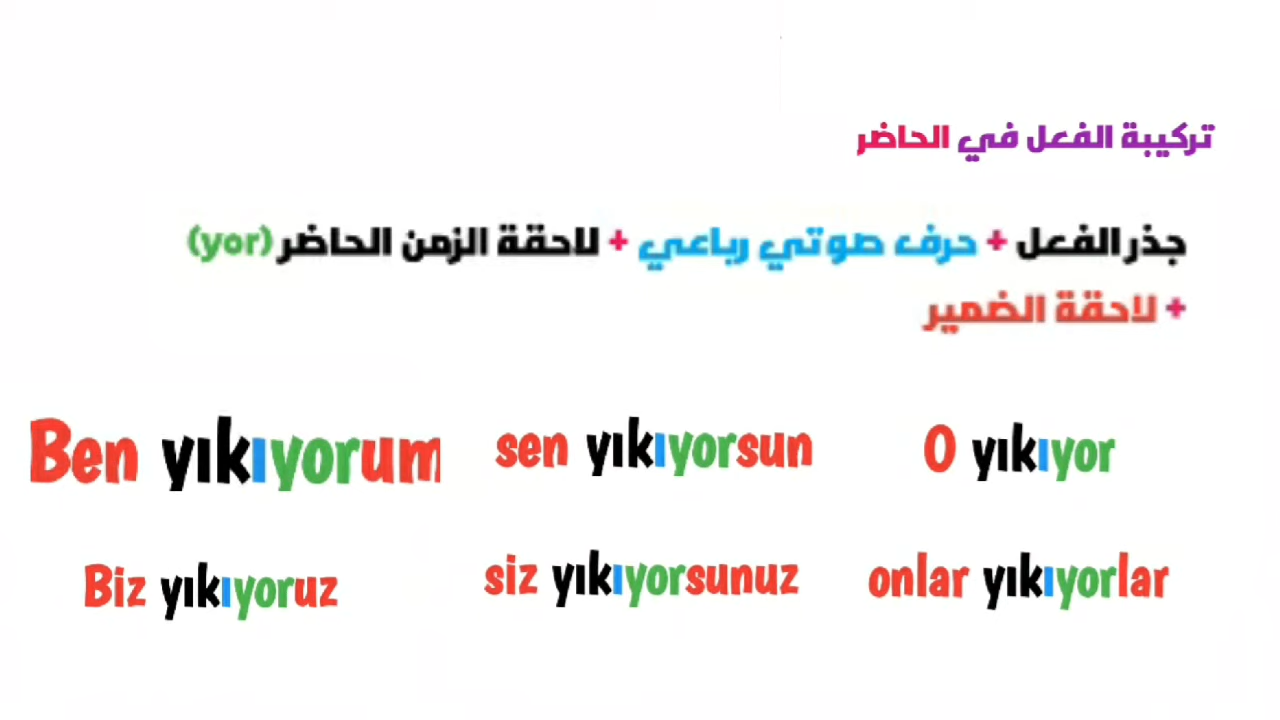 تركيبة الفعل في الحاضر
جذر الفعل + حرف صوتي رباعي + لاحقة الزمن الحاضر (yor)
+ لاحقة الضمير
Ben yıkıyorum sen yıkıyorsun O yıkıyor
Biz yıkıyoruz siz yıkıyorsunuz onlar yıkıyorlar